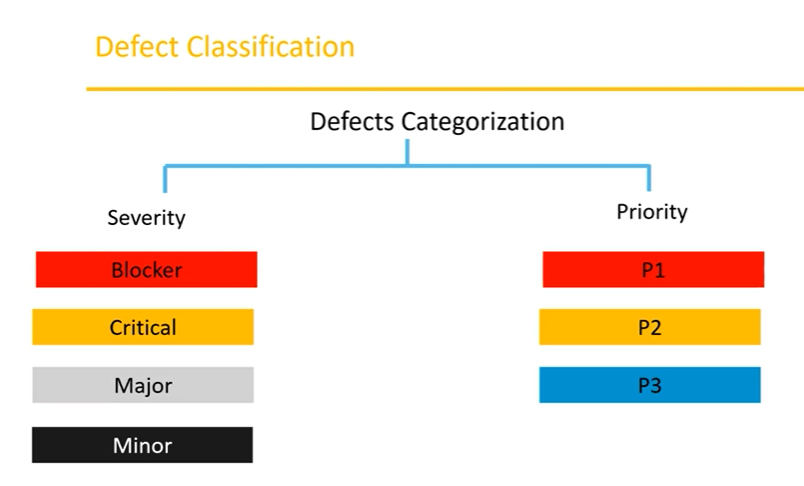 Defect Classification
Defects Categorization
Severity
Priority
Blocker
P1
Critical
P2
Major
P3
Minor